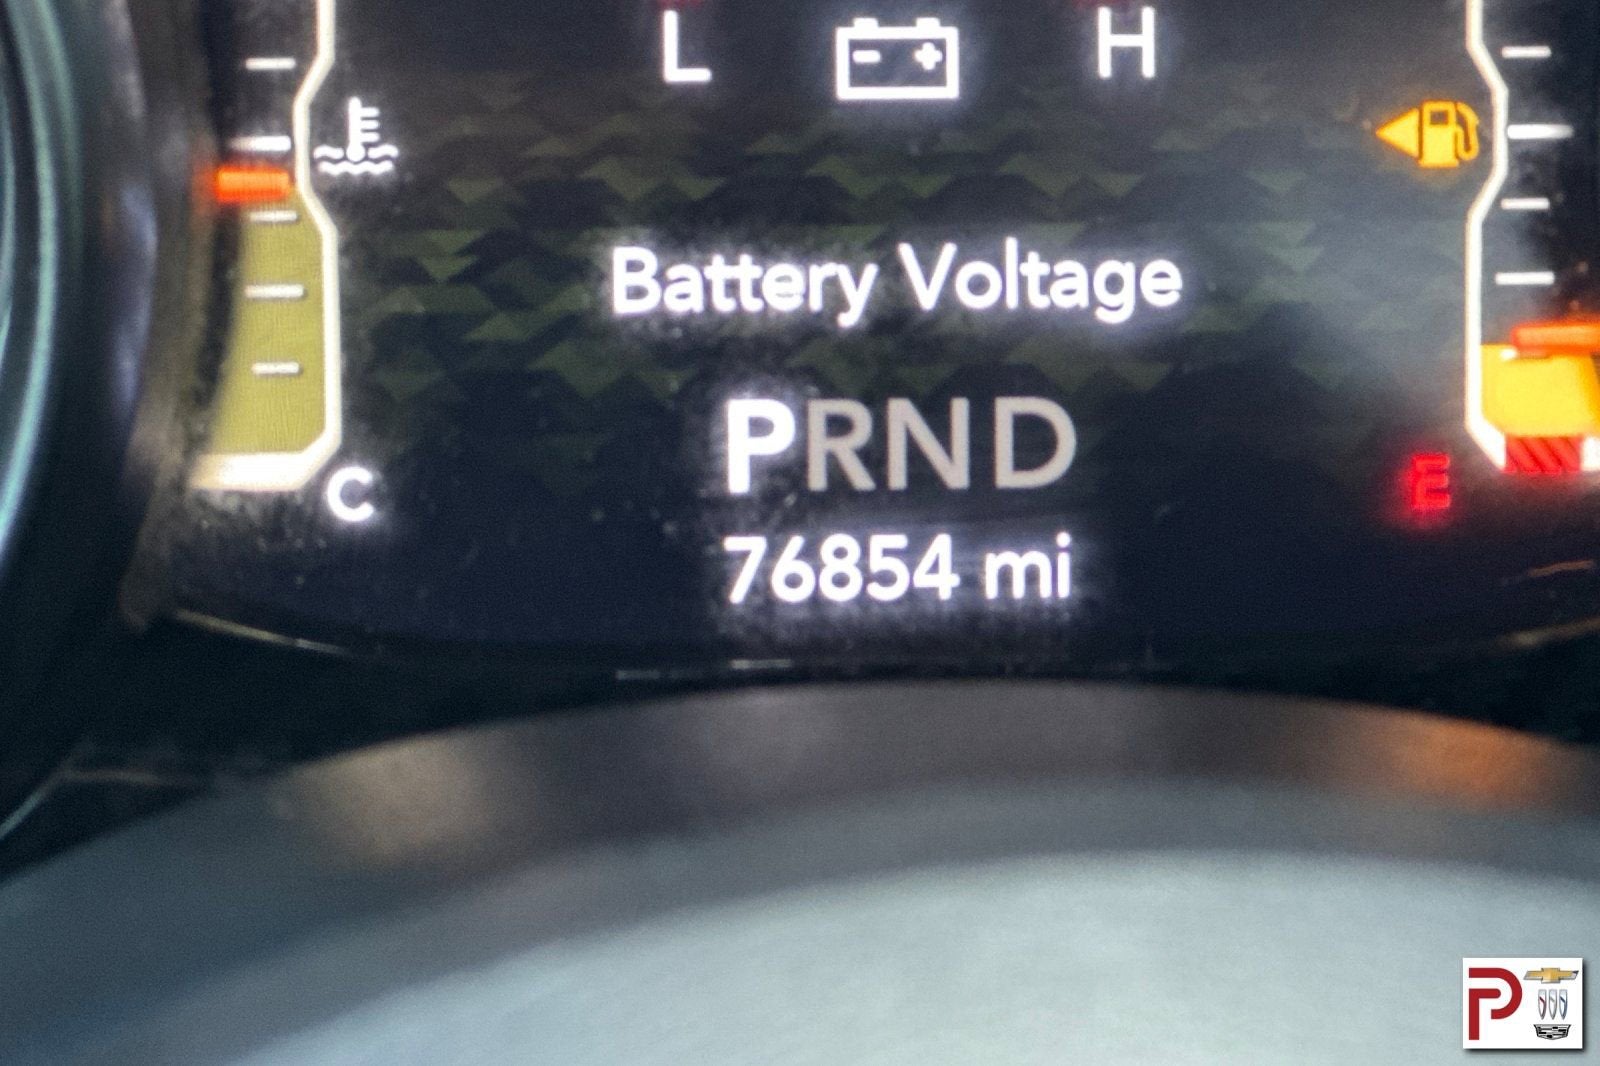 L H
Battery Voltage
PRND
C E
76854 mi
P